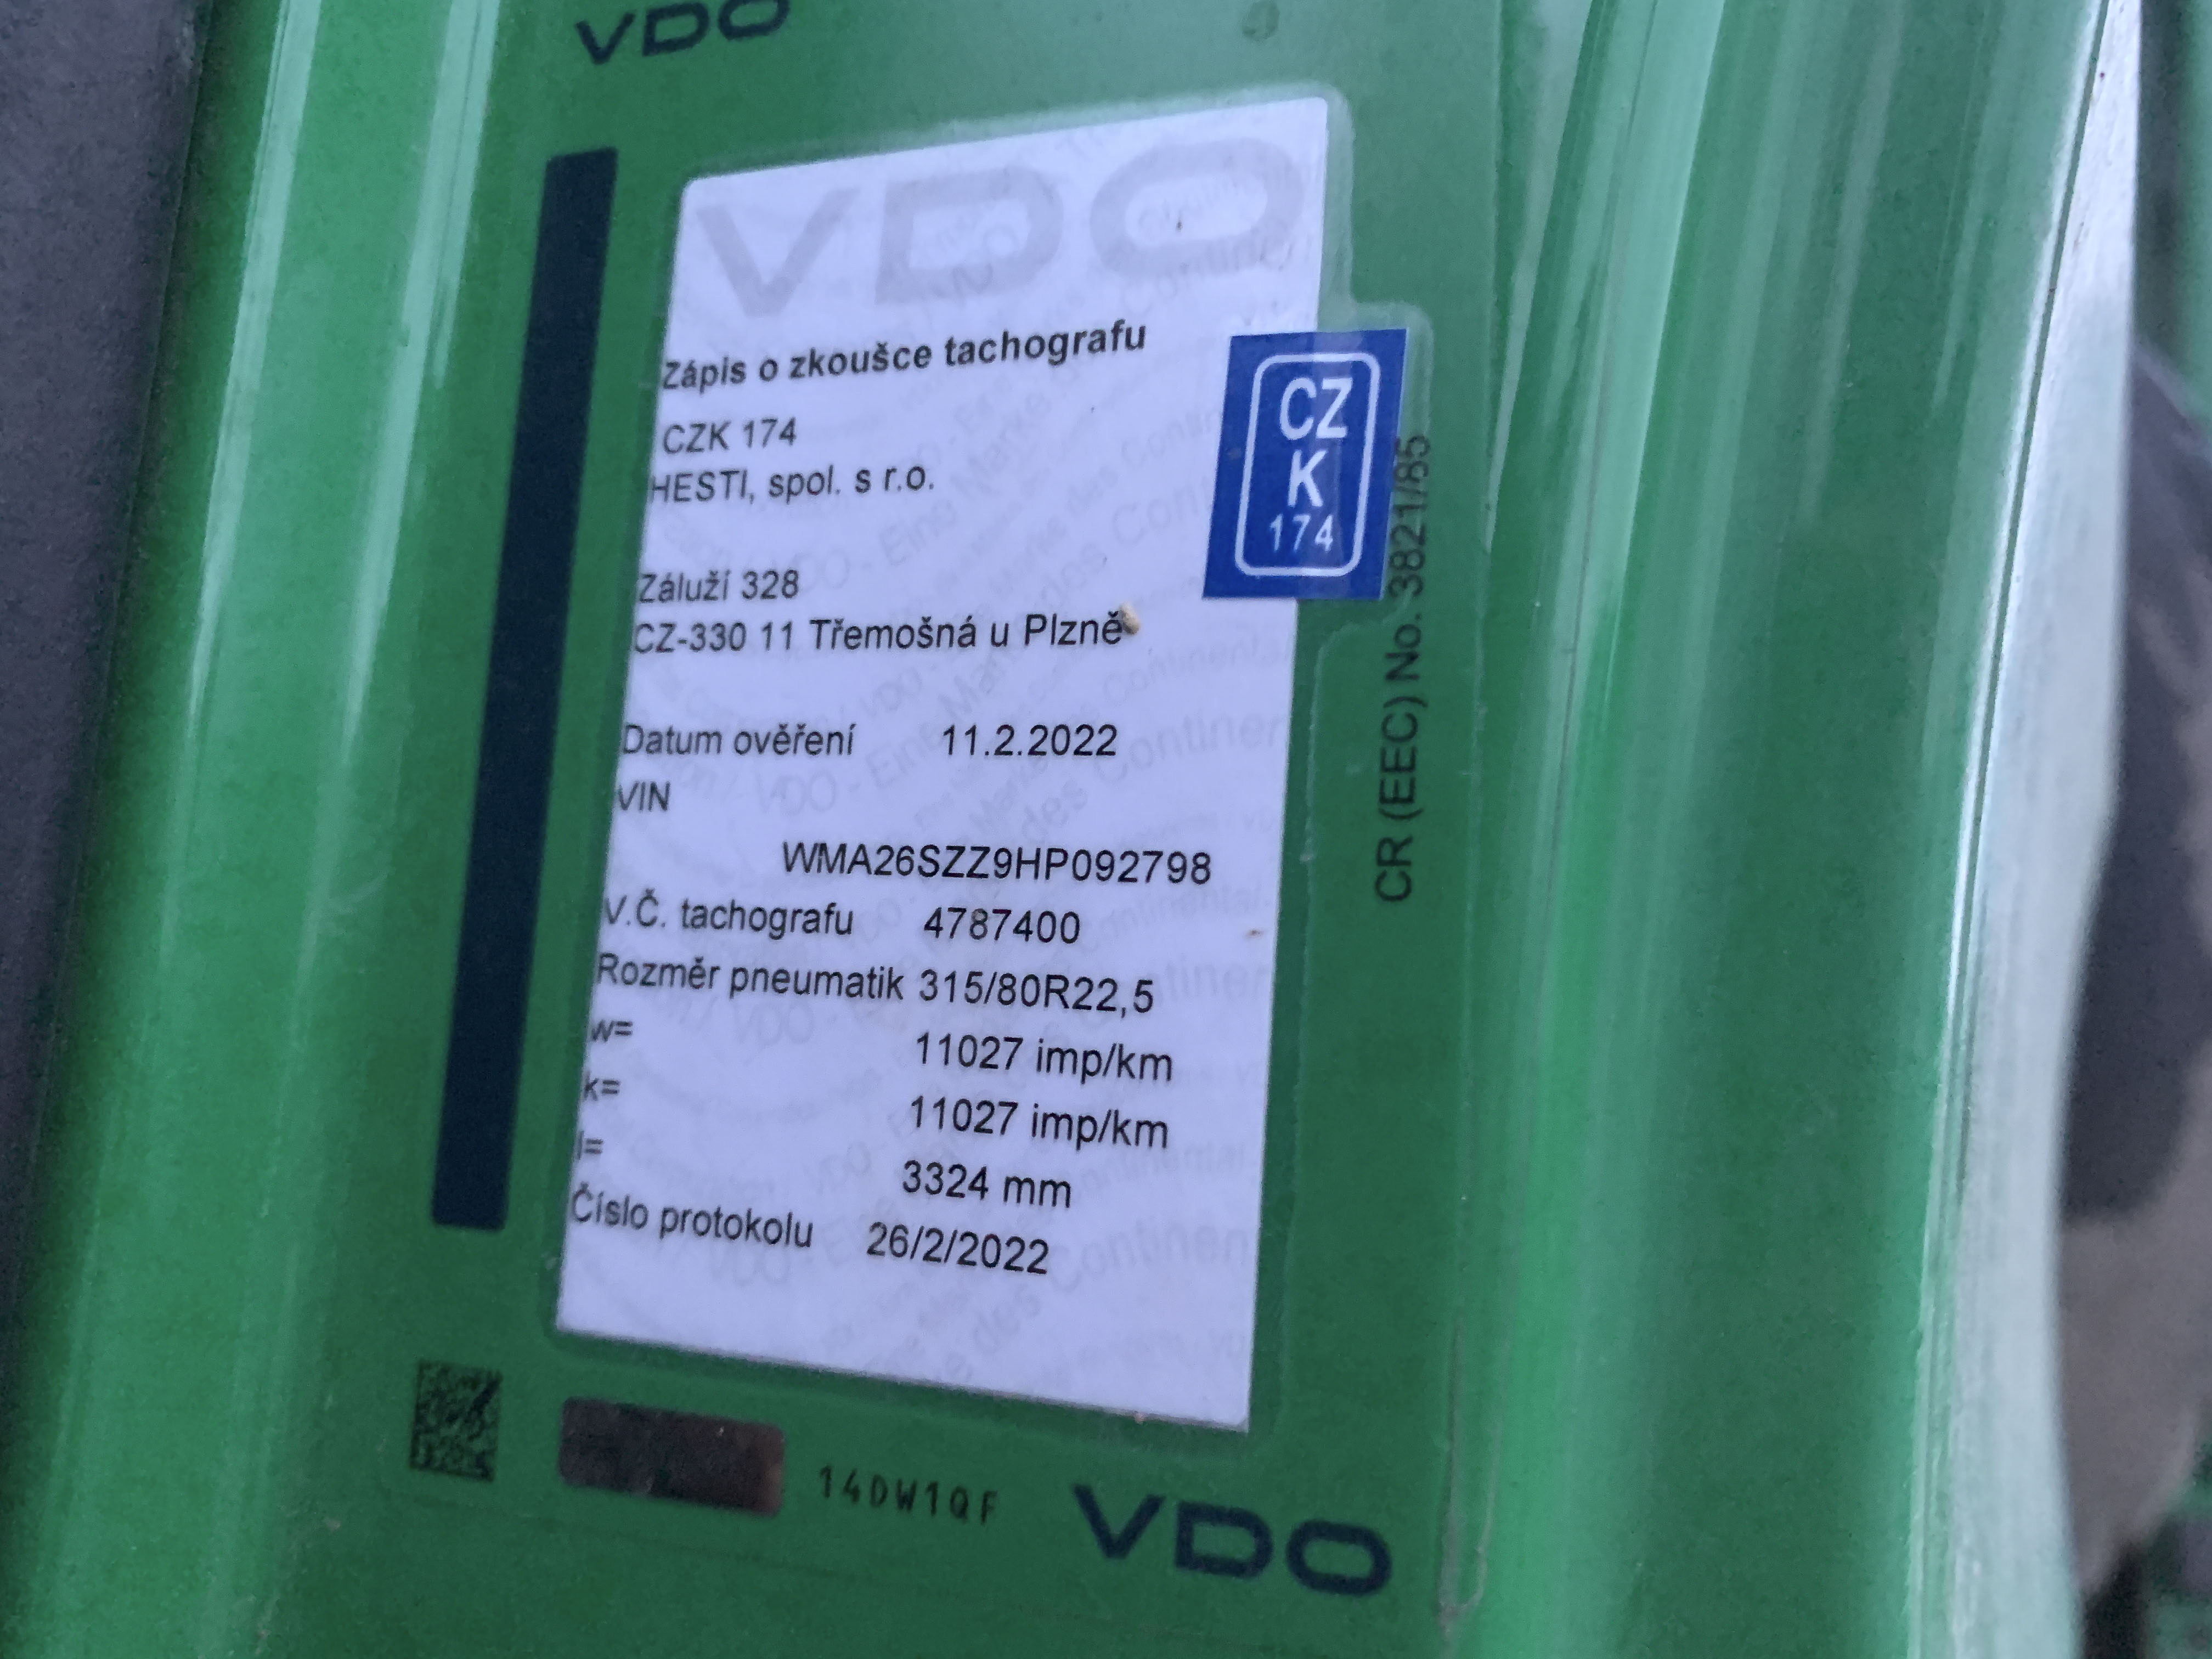 VDO
VDO
Zápis o zkoušce tachografu
CZK 174
HESTI, spol. s r.o.
CZ
K
174
Záluží 328
CZ-330 11 Třemošná u Plzně
CR (EEC) No. 3821/85
Datum ověření 11.2.2022
VIN
WMA26SZZ9HP092798
V.Č. tachografu 4787400
Rozměr pneumatik 315/80R22,5
w= 11027 imp/km
k= 11027 imp/km
l= 3324 mm
Číslo protokolu 26/2/2022
14DW1QF
VDO